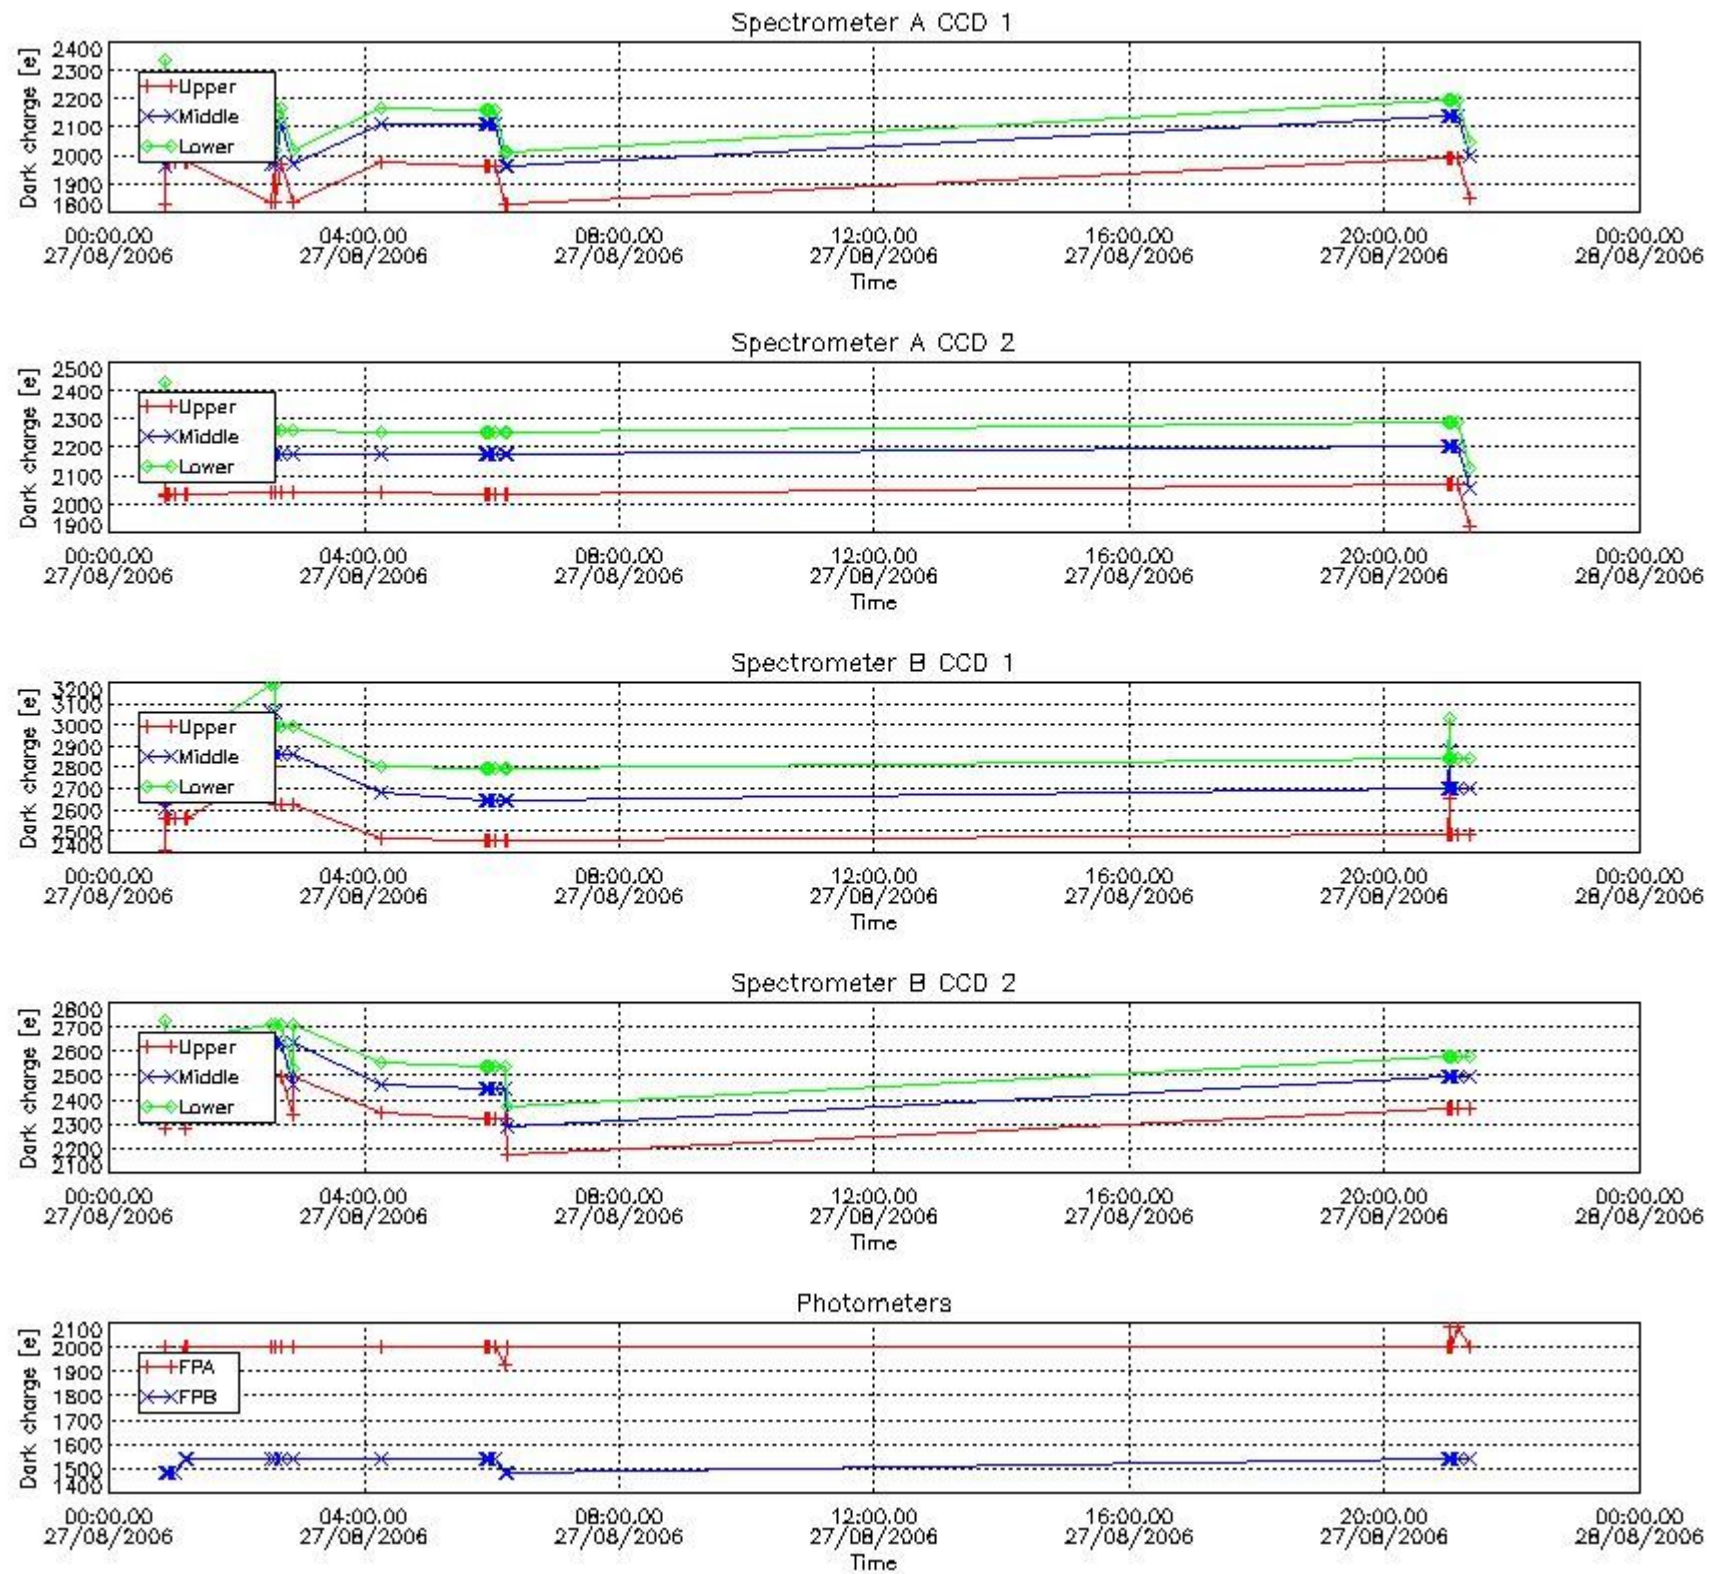 Spectrometer A CCD 1
Dark charge [e]
2400
2300
2200
2100
2000
1900
1800
Upper
Middle
Lower
00:00.00 04:00.00 08:00.00 12:00.00 16:00.00 20:00.00 00:00.00
27/08/2006 27/08/2006 27/08/2006 27/08/2006 27/08/2006 27/08/2006 28/08/2006
Time
Spectrometer A CCD 2
Dark charge [e]
2500
2400
2300
2200
2100
2000
1900
Upper
Middle
Lower
00:00.00 04:00.00 08:00.00 12:00.00 16:00.00 20:00.00 00:00.00
27/08/2006 27/08/2006 27/08/2006 27/08/2006 27/08/2006 27/08/2006 28/08/2006
Time
Spectrometer B CCD 1
Dark charge [e]
3200
3100
3000
2900
2800
2700
2600
2500
2400
Upper
Middle
Lower
00:00.00 04:00.00 08:00.00 12:00.00 16:00.00 20:00.00 00:00.00
27/08/2006 27/08/2006 27/08/2006 27/08/2006 27/08/2006 27/08/2006 28/08/2006
Time
Spectrometer B CCD 2
Dark charge [e]
2800
2700
2600
2500
2400
2300
2200
2100
Upper
Middle
Lower
00:00.00 04:00.00 08:00.00 12:00.00 16:00.00 20:00.00 00:00.00
27/08/2006 27/08/2006 27/08/2006 27/08/2006 27/08/2006 27/08/2006 28/08/2006
Time
Photometers
Dark charge [e]
2100
2000
1900
1800
1700
1600
1500
1400
FPA
FPB
00:00.00 04:00.00 08:00.00 12:00.00 16:00.00 20:00.00 00:00.00
27/08/2006 27/08/2006 27/08/2006 27/08/2006 27/08/2006 27/08/2006 28/08/2006
Time